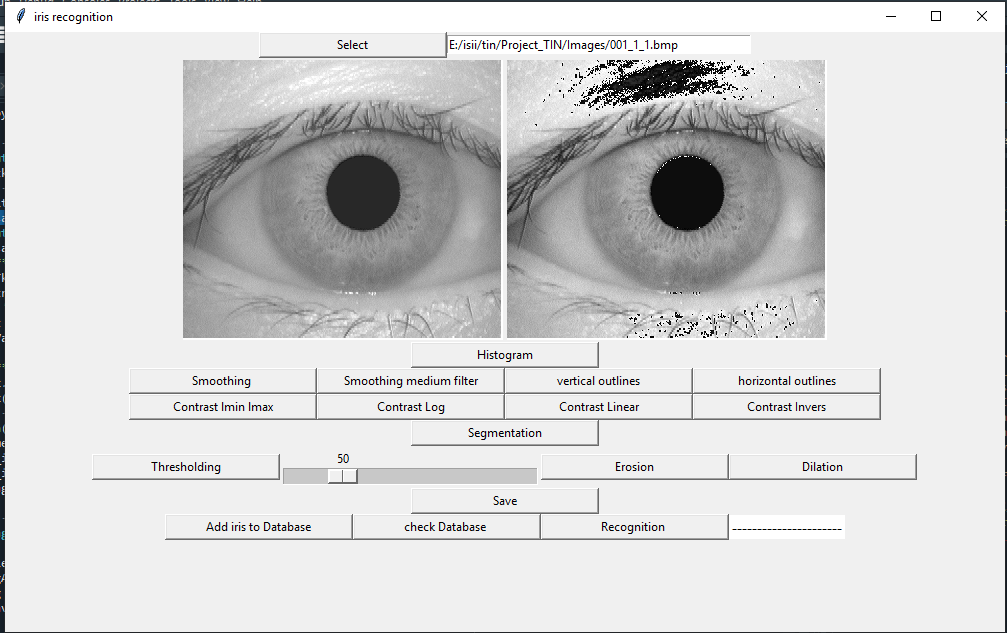 iris recognition
Select E:/isii/tin/Project_TIN/Images/001_1_1.bmp
Histogram
Smoothing Smoothing medium filter vertical outlines horizontal outlines
Contrast Imin Imax Contrast Log Contrast Linear Contrast Invers
Segmentation
50
Thresholding Erosion Dilation
Save
Add iris to Database check Database Recognition ----------------------